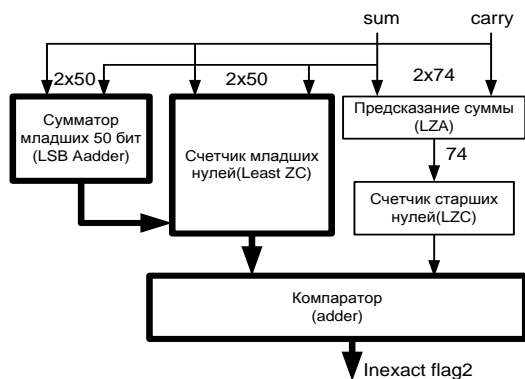 sum
carry
2x50
2x50
2x74
Сумматор
младших 50 бит
(LSB Aadder)
Счетчик младших
нулей(Least ZC)
Предсказание суммы
(LZA)
74
Счетчик старших
нулей(LZC)
Компаратор
(adder)
Inexact flag2